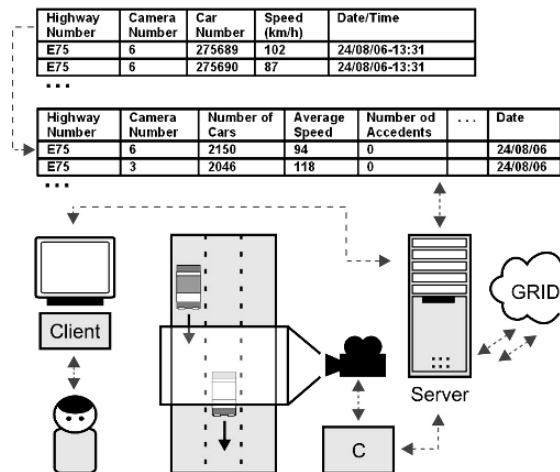 Highway Number Camera Number Car Number Speed (km/h) Date/Time
E75 6 275689 102 24/08/06-13:31
E75 6 275690 87 24/08/06-13:31
...
Highway Number Camera Number Number of Cars Average Speed Number od Accedents ... Date
E75 6 2150 94 0 24/08/06
E75 3 2046 118 0 24/08/06
...
GRID
Client
Server
C